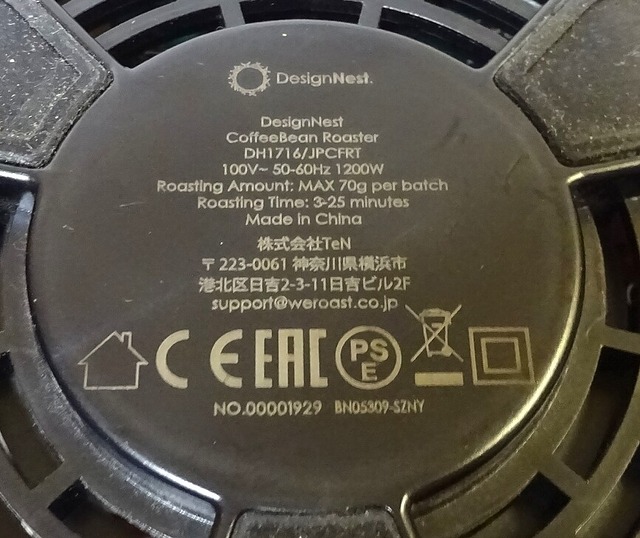 DesignNest.
DesignNest
CoffeeBean Roaster
DH1716/JPCFRT
100V~ 50-60Hz 1200W
Roasting Amount: MAX 70g per batch
Roasting Time: 3-25 minutes
Made in China
株式会社TeN
〒223-0061 神奈川県横浜市
港北区日吉2-3-11日吉ビル2F
support@weroast.co.jp
CE EAC PSE
NO.00001929 BN05309-SZNY